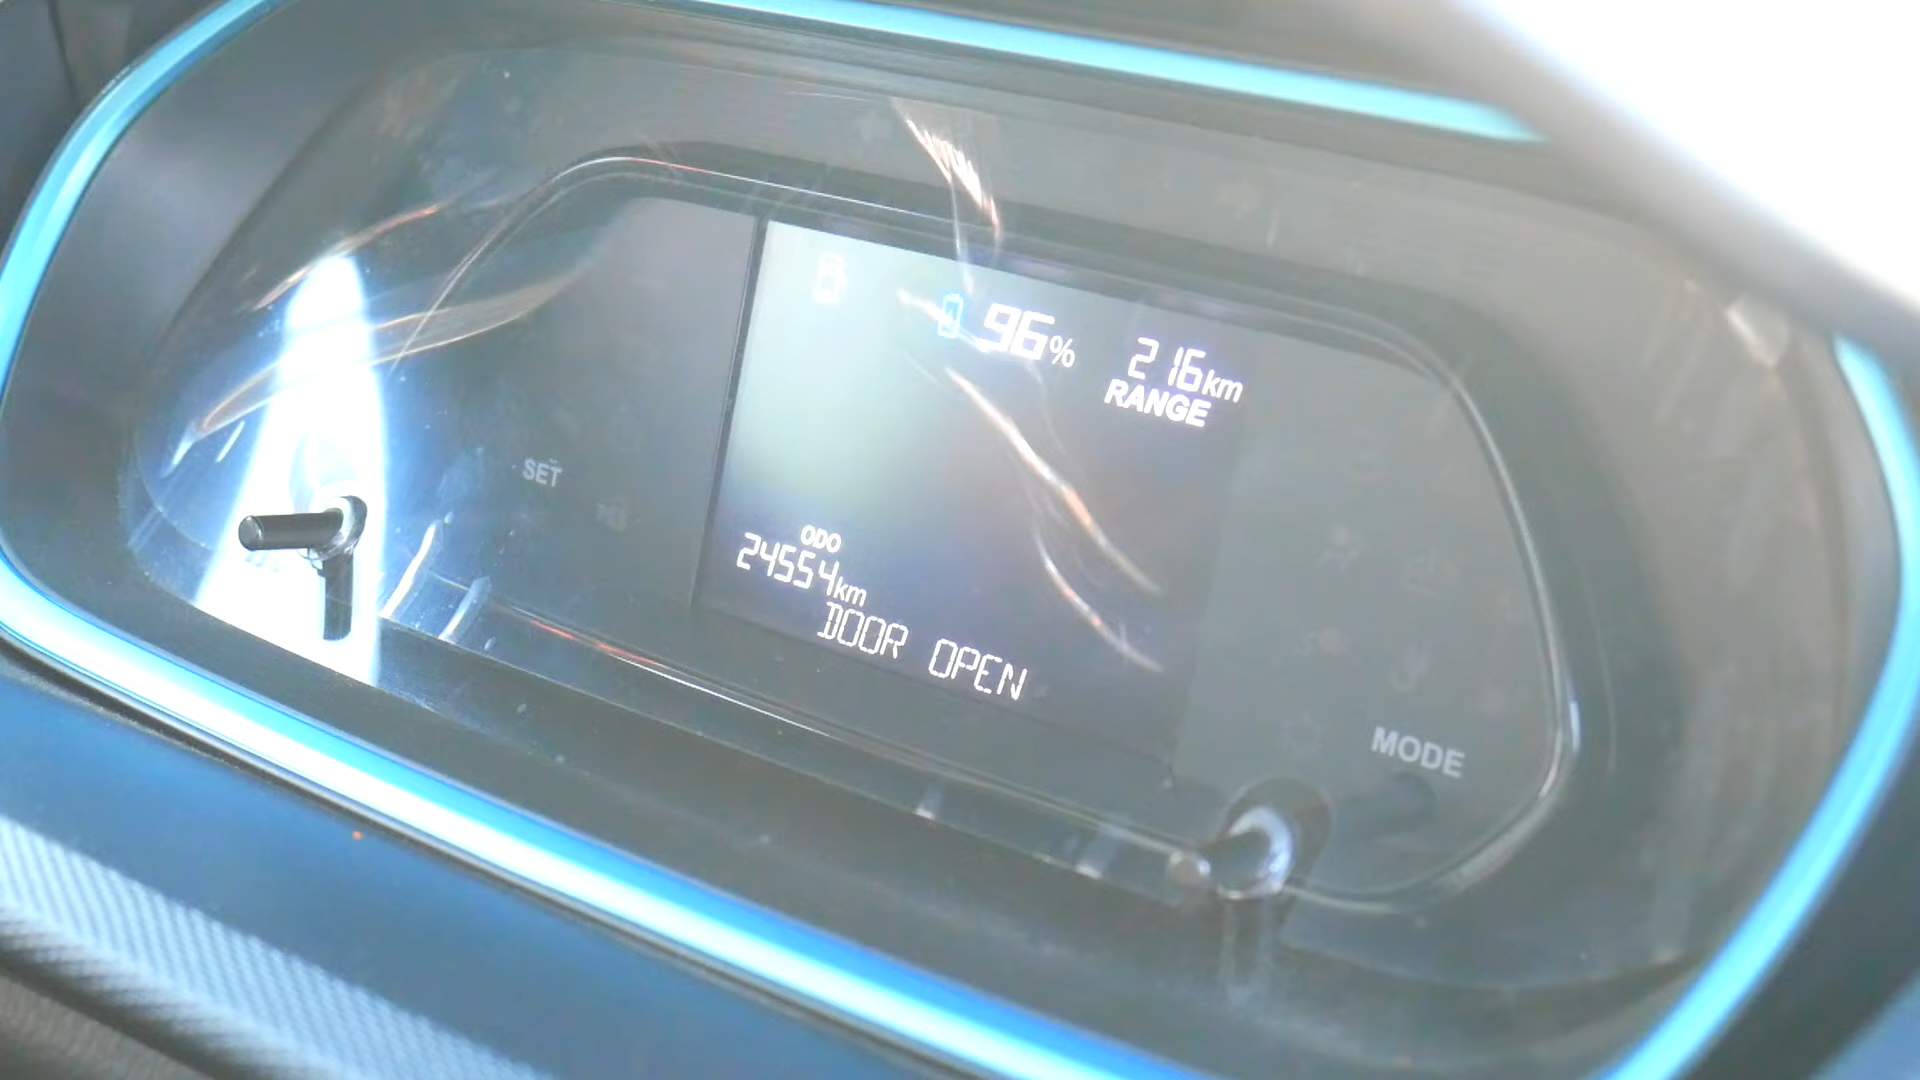 96% 216km
RANGE
SET
ODO
24554km
DOOR OPEN
MODE